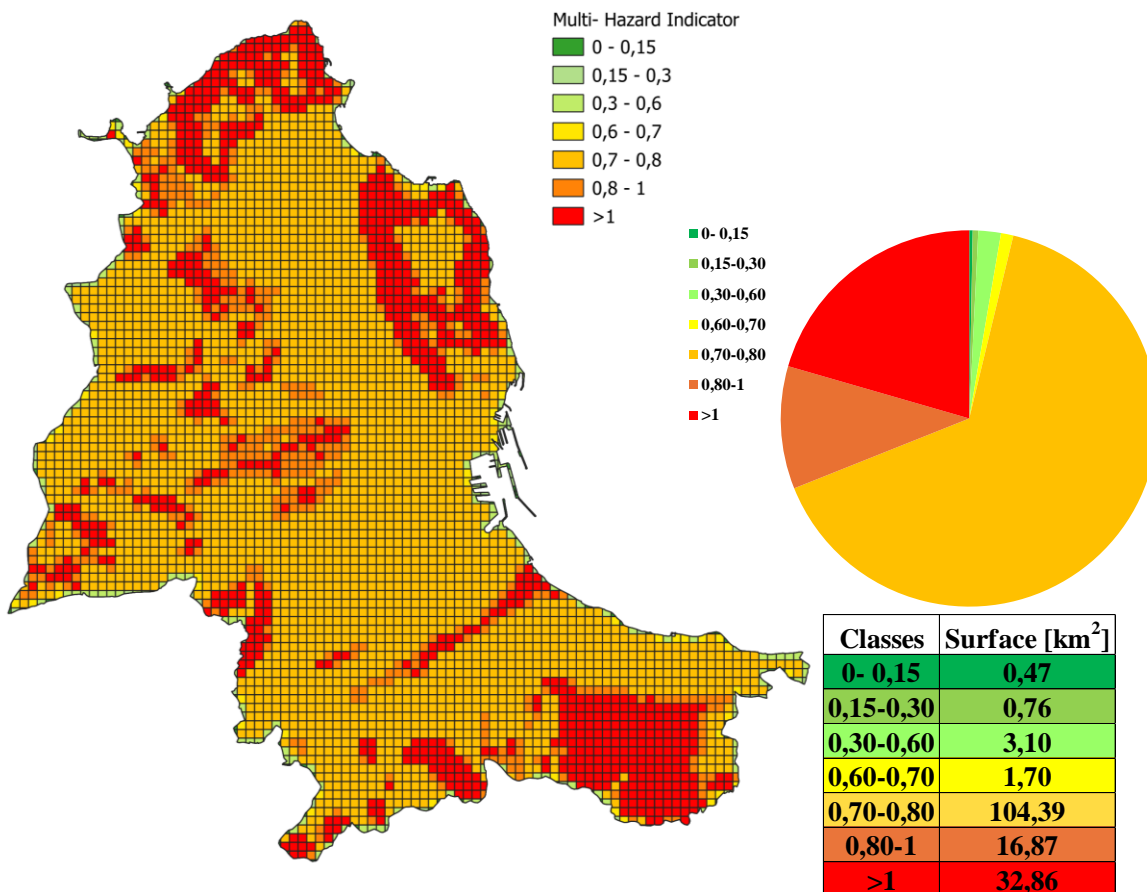 Multi- Hazard Indicator
0 - 0,15
0,15 - 0,3
0,3 - 0,6
0,6 - 0,7
0,7 - 0,8
0,8 - 1
>1
0- 0,15
0,15-0,30
0,30-0,60
0,60-0,70
0,70-0,80
0,80-1
>1
Classes Surface [km²]
0- 0,15 0,47
0,15-0,30 0,76
0,30-0,60 3,10
0,60-0,70 1,70
0,70-0,80 104,39
0,80-1 16,87
>1 32,86